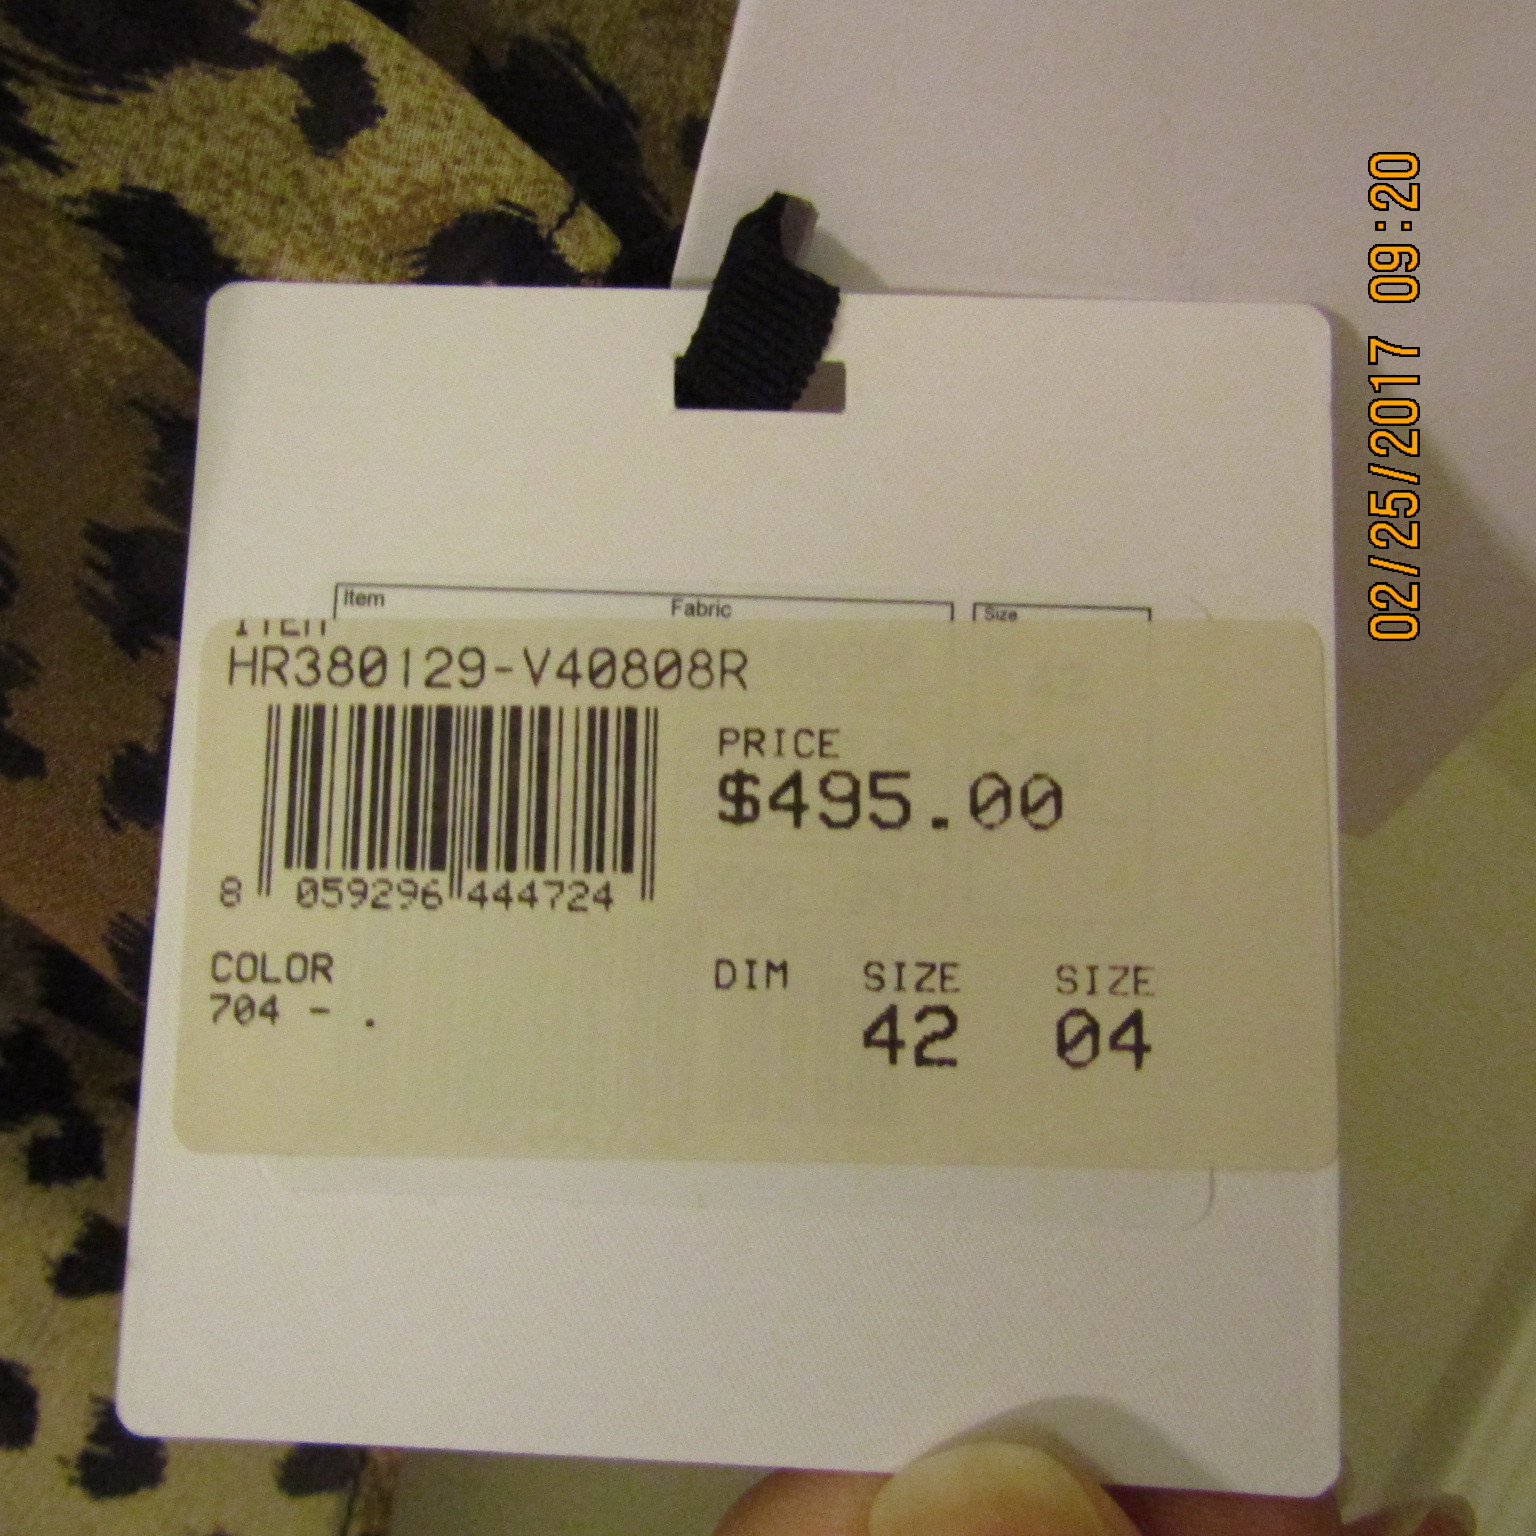 Item Fabric Size
ITEM
HR380129-V40808R
PRICE
$495.00
8 059296 444724
COLOR
704 - .
DIM SIZE SIZE
42 04
02/25/2017 09:20